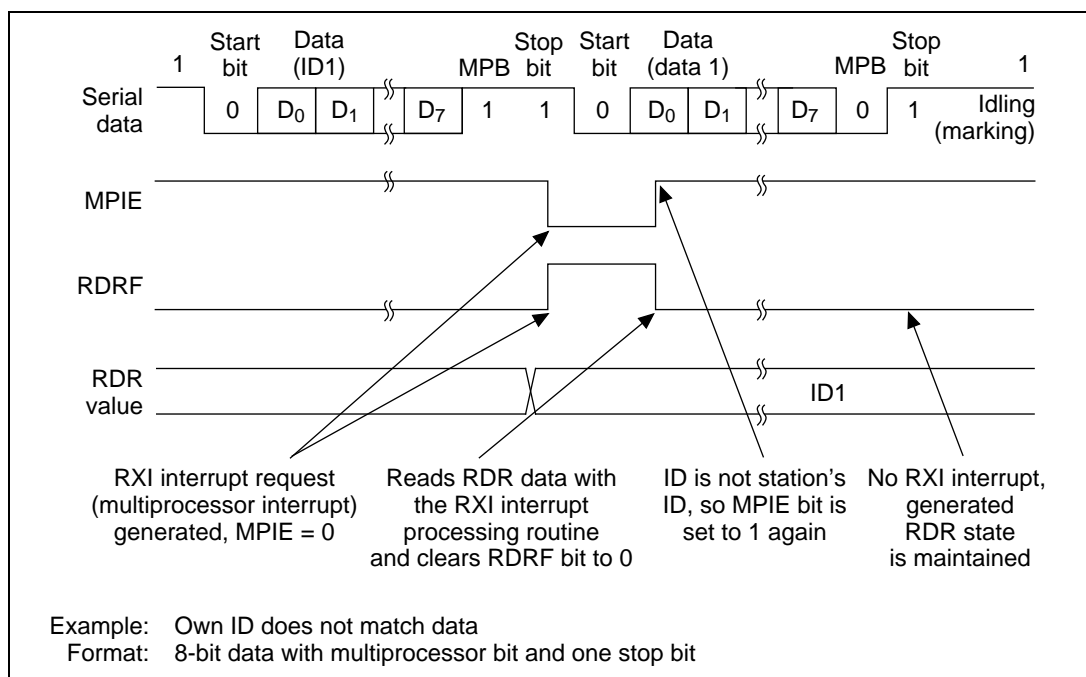 Start bit
Data (ID1)
Stop bit
Start bit
Data (data 1)
Stop bit
1
MPB
MPB
1
Serial data
0
D0
D1
D7
1
1
0
D0
D1
D7
0
1
Idling (marking)
MPIE
RDRF
RDR value
ID1
RXI interrupt request
(multiprocessor interrupt)
generated, MPIE = 0
Reads RDR data with
the RXI interrupt
processing routine
and clears RDRF bit to 0
ID is not station's
ID, so MPIE bit is
set to 1 again
No RXI interrupt,
generated
RDR state
is maintained
Example: Own ID does not match data
Format: 8-bit data with multiprocessor bit and one stop bit